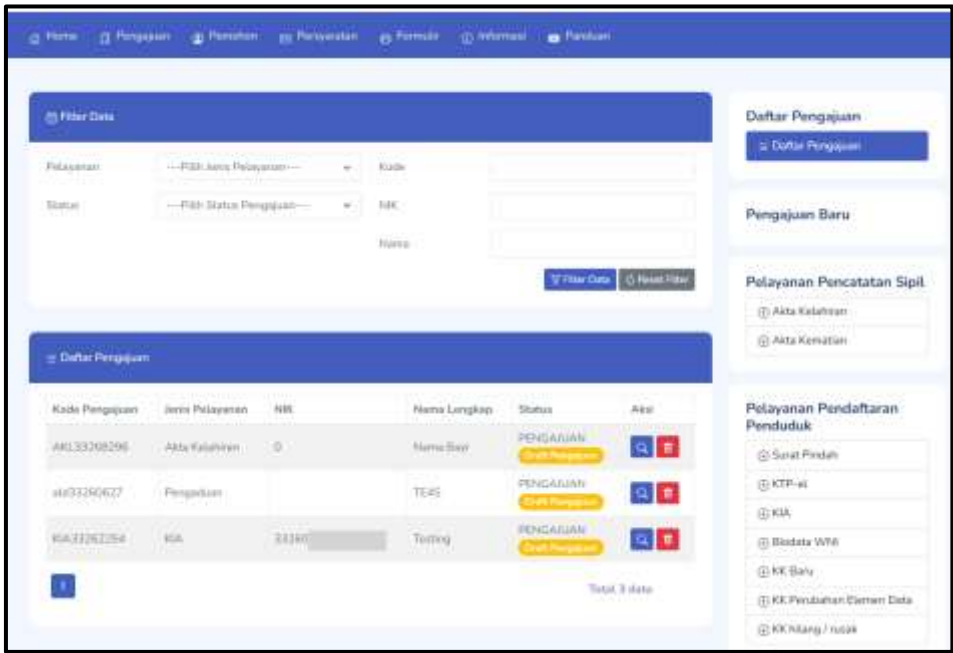 Home Pengajuan Pemohon Persyaratan Formulir Informasi Panduan
Filter Data
Pelayanan ----Pilih Jenis Pelayanan---- Kode
Status ----Pilih Status Pengajuan---- NIK
Nama
Filter Data Reset Filter
Daftar Pengajuan
Kode Pengajuan Jenis Pelayanan NIK Nama Lengkap Status Aksi
AKL33268296 Akta Kelahiran 0 Nama Bayi PENGAJUAN
Draft Pengajuan
Pengaduan PENGAJUAN
Draft Pengajuan
KIA33262254 KIA 33260 Testing PENGAJUAN
Draft Pengajuan
1 Total 3 data
Daftar Pengajuan
Daftar Pengajuan
Pengajuan Baru
Pelayanan Pencatatan Sipil
Akta Kelahiran
Akta Kematian
Pelayanan Pendaftaran
Penduduk
Surat Pindah
KTP-el
KIA
Biodata WNI
KK Baru
KK Perubahan Elemen Data
KK hilang / rusak